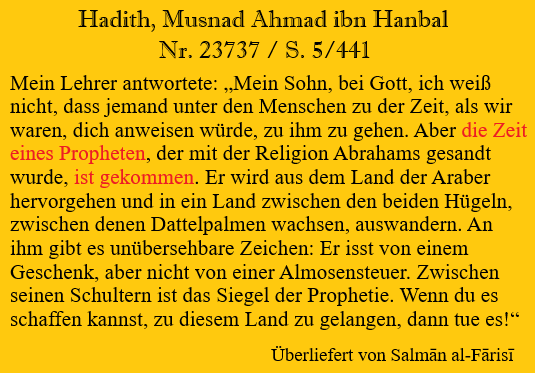 Hadith, Musnad Ahmad ibn Hanbal
Nr. 23737 / S. 5/441
Mein Lehrer antwortete: „Mein Sohn, bei Gott, ich weiß
nicht, dass jemand unter den Menschen zu der Zeit, als wir
waren, dich anweisen würde, zu ihm zu gehen. Aber die Zeit
eines Propheten, der mit der Religion Abrahams gesandt
wurde, ist gekommen. Er wird aus dem Land der Araber
hervorgehen und in ein Land zwischen den beiden Hügeln,
zwischen denen Dattelpalmen wachsen, auswandern. An
ihm gibt es unübersehbare Zeichen: Er isst von einem
Geschenk, aber nicht von einer Almosensteuer. Zwischen
seinen Schultern ist das Siegel der Prophetie. Wenn du es
schaffen kannst, zu diesem Land zu gelangen, dann tue es!“
Überliefert von Salmān al-Fārisī